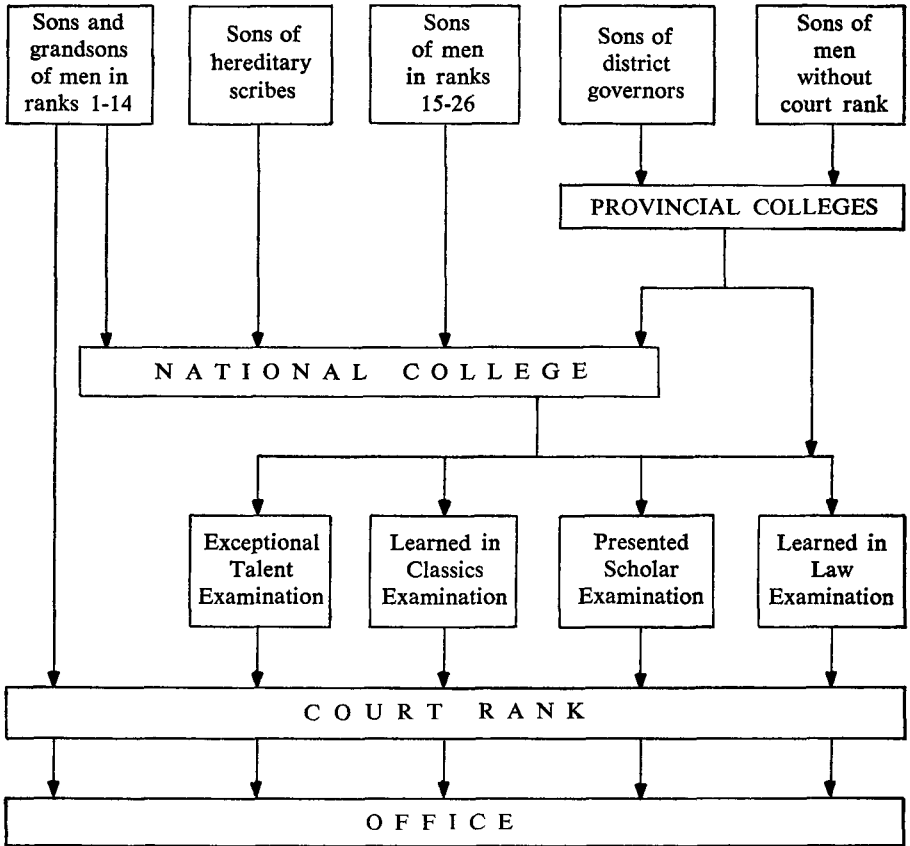 Sons and
grandsons
of men in
ranks 1-14
Sons of
hereditary
scribes
Sons
of men
in ranks
15-26
Sons of
district
governors
Sons of
men
without
court rank
PROVINCIAL COLLEGES
NATIONAL COLLEGE
Exceptional
Talent
Examination
Learned in
Classics
Examination
Presented
Scholar
Examination
Learned in
Law
Examination
COURT RANK
OFFICE